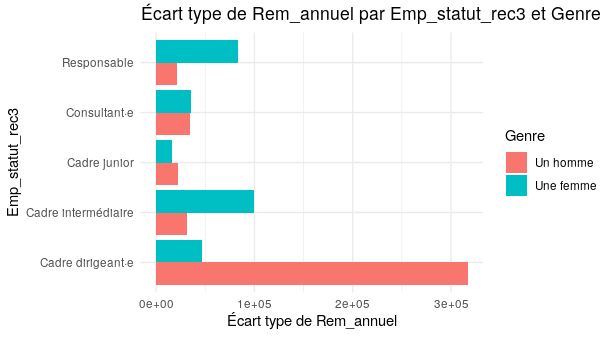 Écart type de Rem_annuel par Emp_statut_rec3 et Genre
Emp_statut_rec3
Responsable
Consultant·e
Cadre junior
Cadre intermédiaire
Cadre dirigeant·e
0e+00 1e+05 2e+05 3e+05
Écart type de Rem_annuel
Genre
Un homme
Une femme